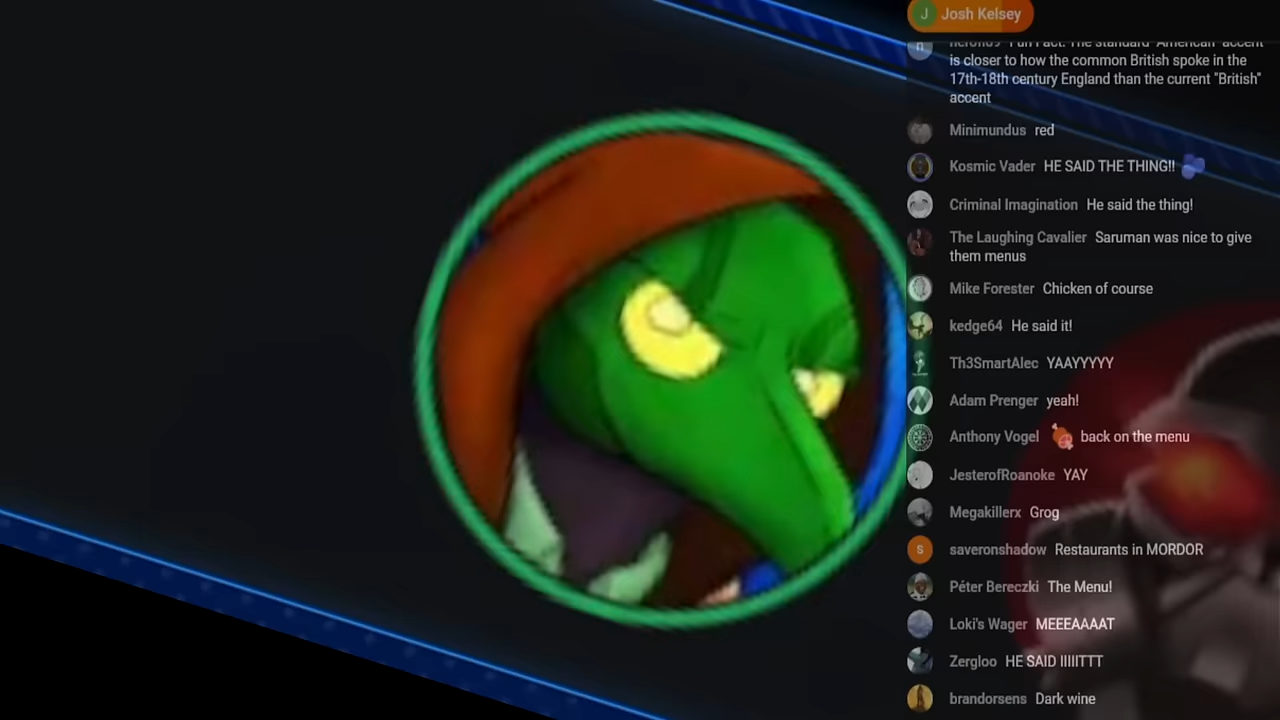 J Josh Kelsey
n nerofl89 Fun Fact: The standard "American" accent
is closer to how the common British spoke in the
17th-18th century England than the current "British"
accent
Minimundus red
Kosmic Vader HE SAID THE THING!!
Criminal Imagination He said the thing!
The Laughing Cavalier Saruman was nice to give
them menus
Mike Forester Chicken of course
kedge64 He said it!
Th3SmartAlec YAAYYYYY
Adam Prenger yeah!
Anthony Vogel back on the menu
JesterofRoanoke YAY
Megakillerx Grog
s saveronshadow Restaurants in MORDOR
Péter Bereczki The Menu!
Loki's Wager MEEEAAAAT
Zergloo HE SAID IIIIITTT
brandorsens Dark wine